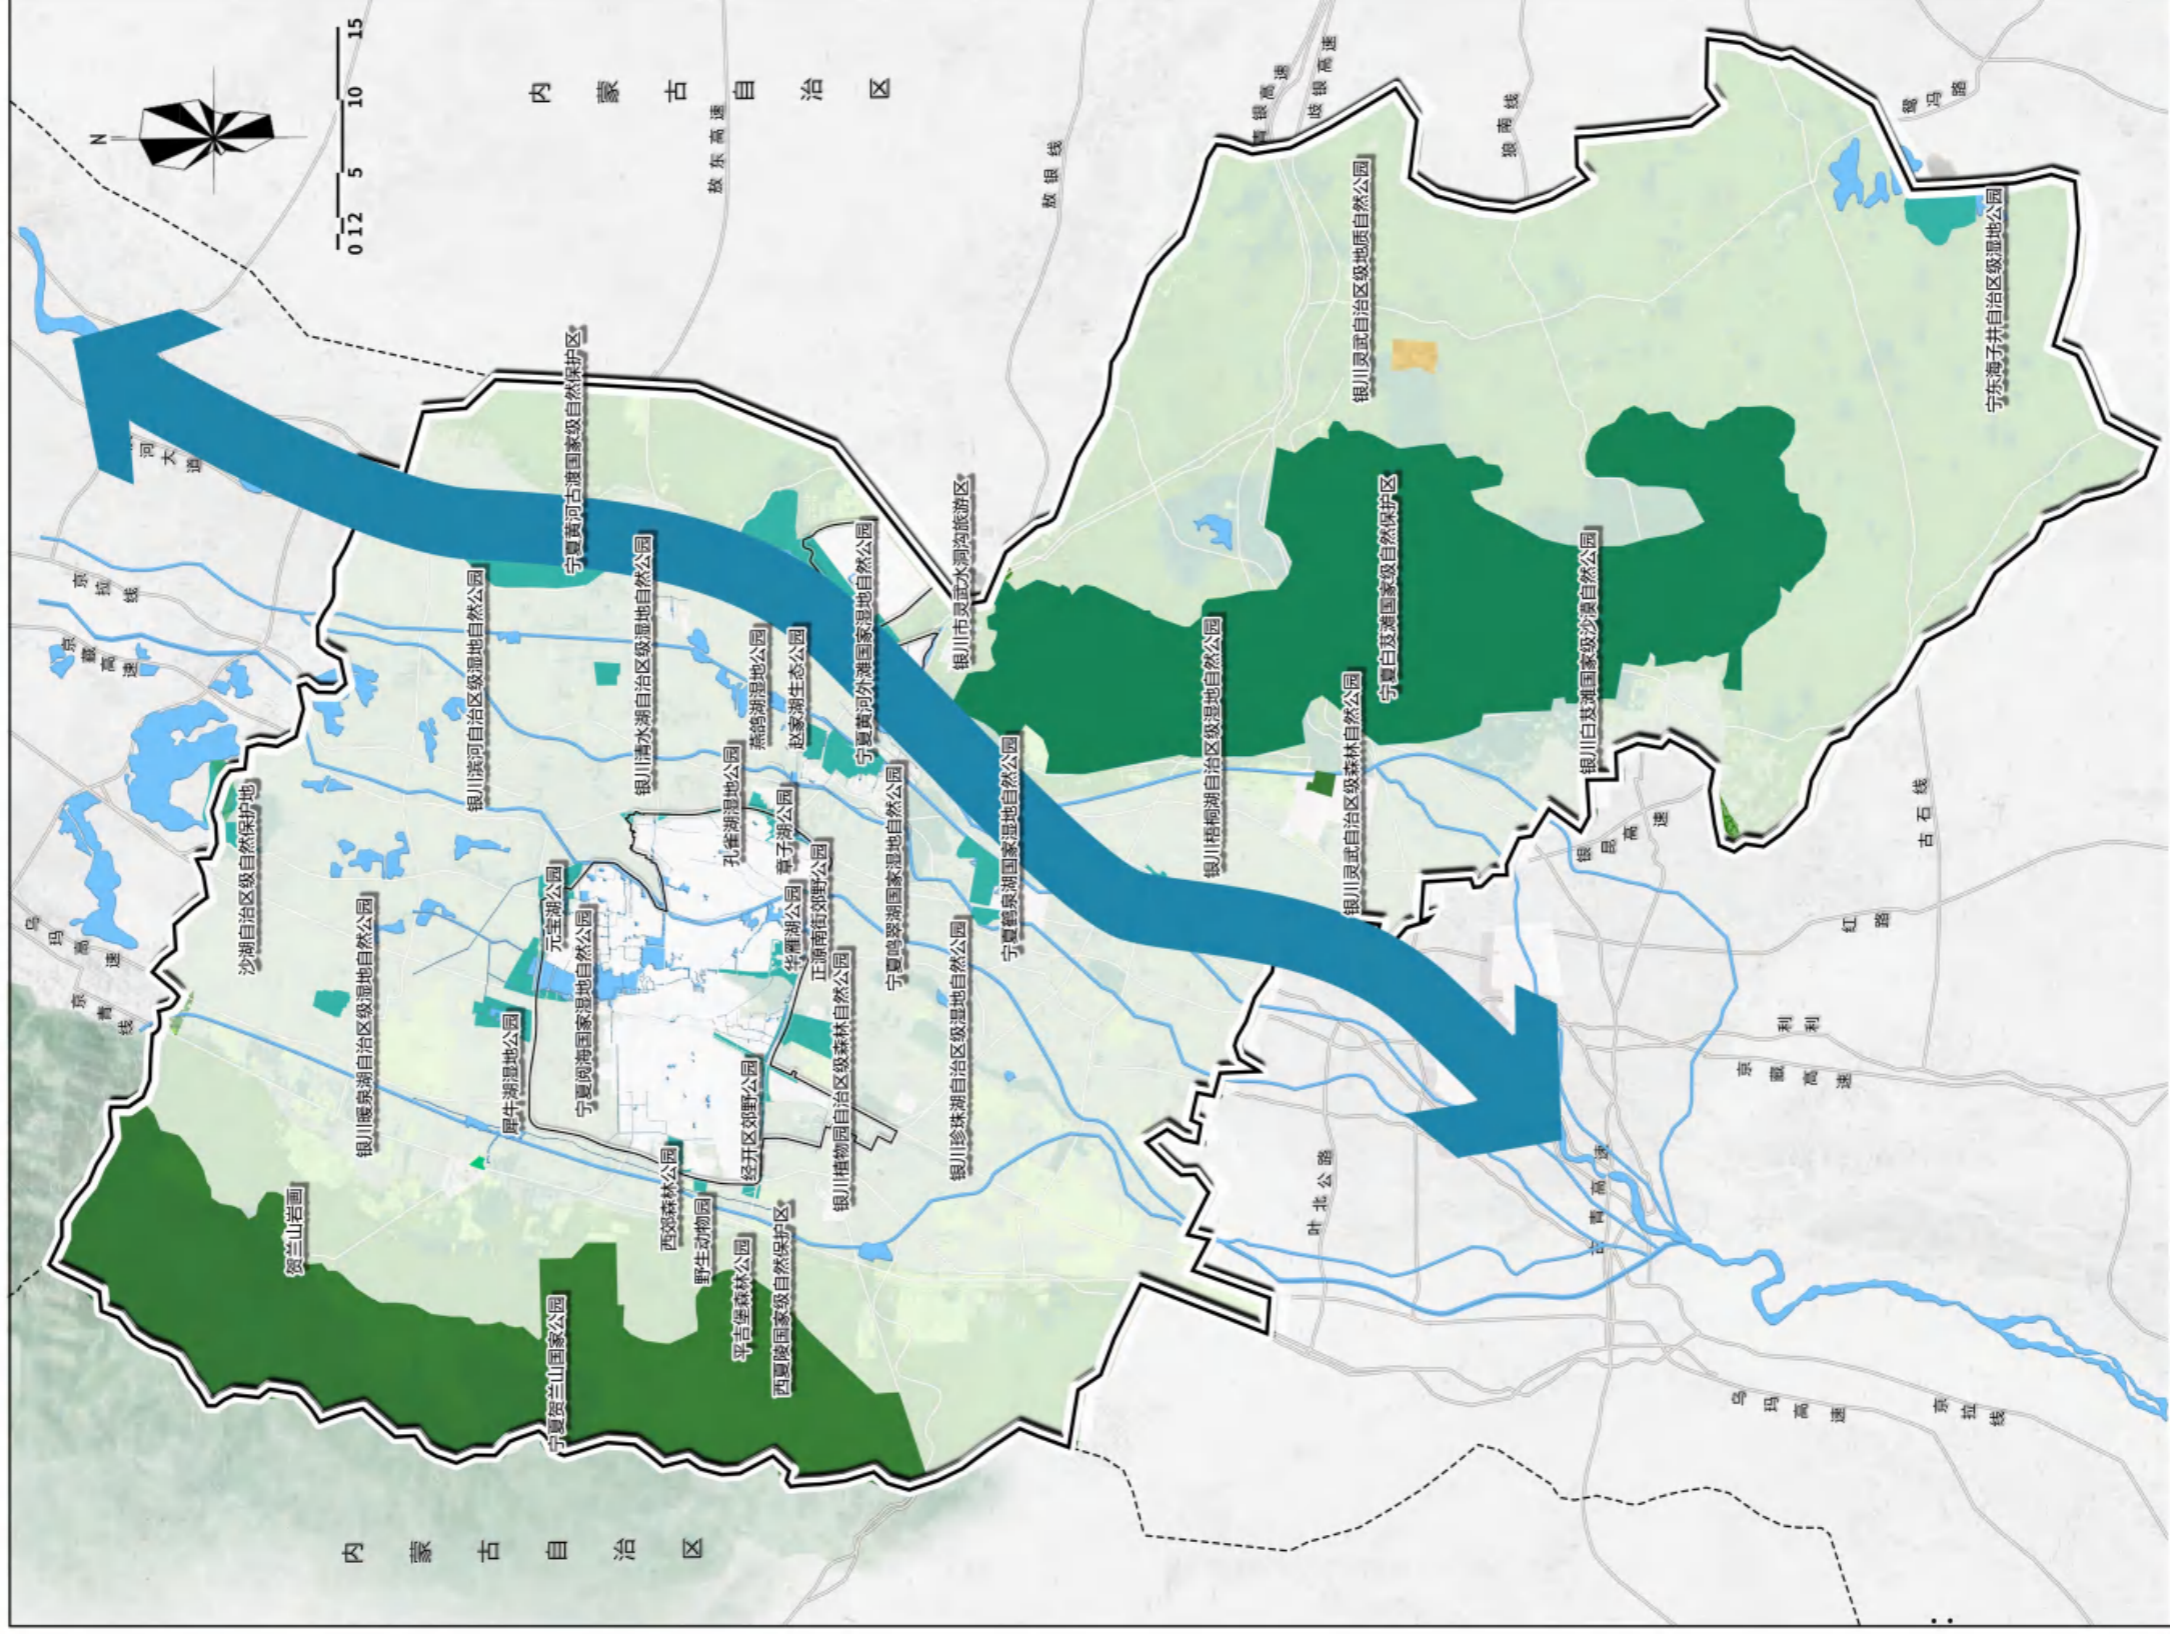 N
0 1 2 5 10 15
内蒙古自治区
敖东高速
敖银线
青银高速
歧银高速
狼南线
鸳冯路
河大道
京拉线
京藏高速
乌玛高速
京青线
沙湖自治区级自然保护地
银川暖泉湖自治区级湿地自然公园
银川滨河自治区级湿地自然公园
宁夏黄河古渡国家级自然保护区
银川清水湖自治区级湿地自然公园
元宝湖公园
宁夏阅海国家湿地自然公园
犀牛湖湿地公园
贺兰山岩画
宁夏贺兰山国家公园
西郊森林公园
野生动物园
平吉堡森林公园
西夏陵国家级自然保护区
经开区郊野公园
银川植物园自治区级森林自然公园
孔雀湖湿地公园
燕鸽湖湿地公园
赵家湖生态公园
章子湖公园
华雁湖公园
正源南街郊野公园
宁夏黄河外滩国家湿地自然公园
宁夏鸣翠湖国家湿地自然公园
银川珍珠湖自治区级湿地自然公园
宁夏鹤泉湖国家湿地自然公园
银川市灵武水洞沟旅游区
银川梧桐湖自治区级湿地自然公园
银川灵武自治区级森林自然公园
宁夏白芨滩国家级自然保护区
银川灵武自治区级地质自然公园
银川白芨滩国家级沙漠自然公园
宁东海子井自治区级湿地公园
银昆高速
古石线
红路
利利
京藏高速
叶北公路
青高速
乌玛高速
京拉线
内蒙古自治区